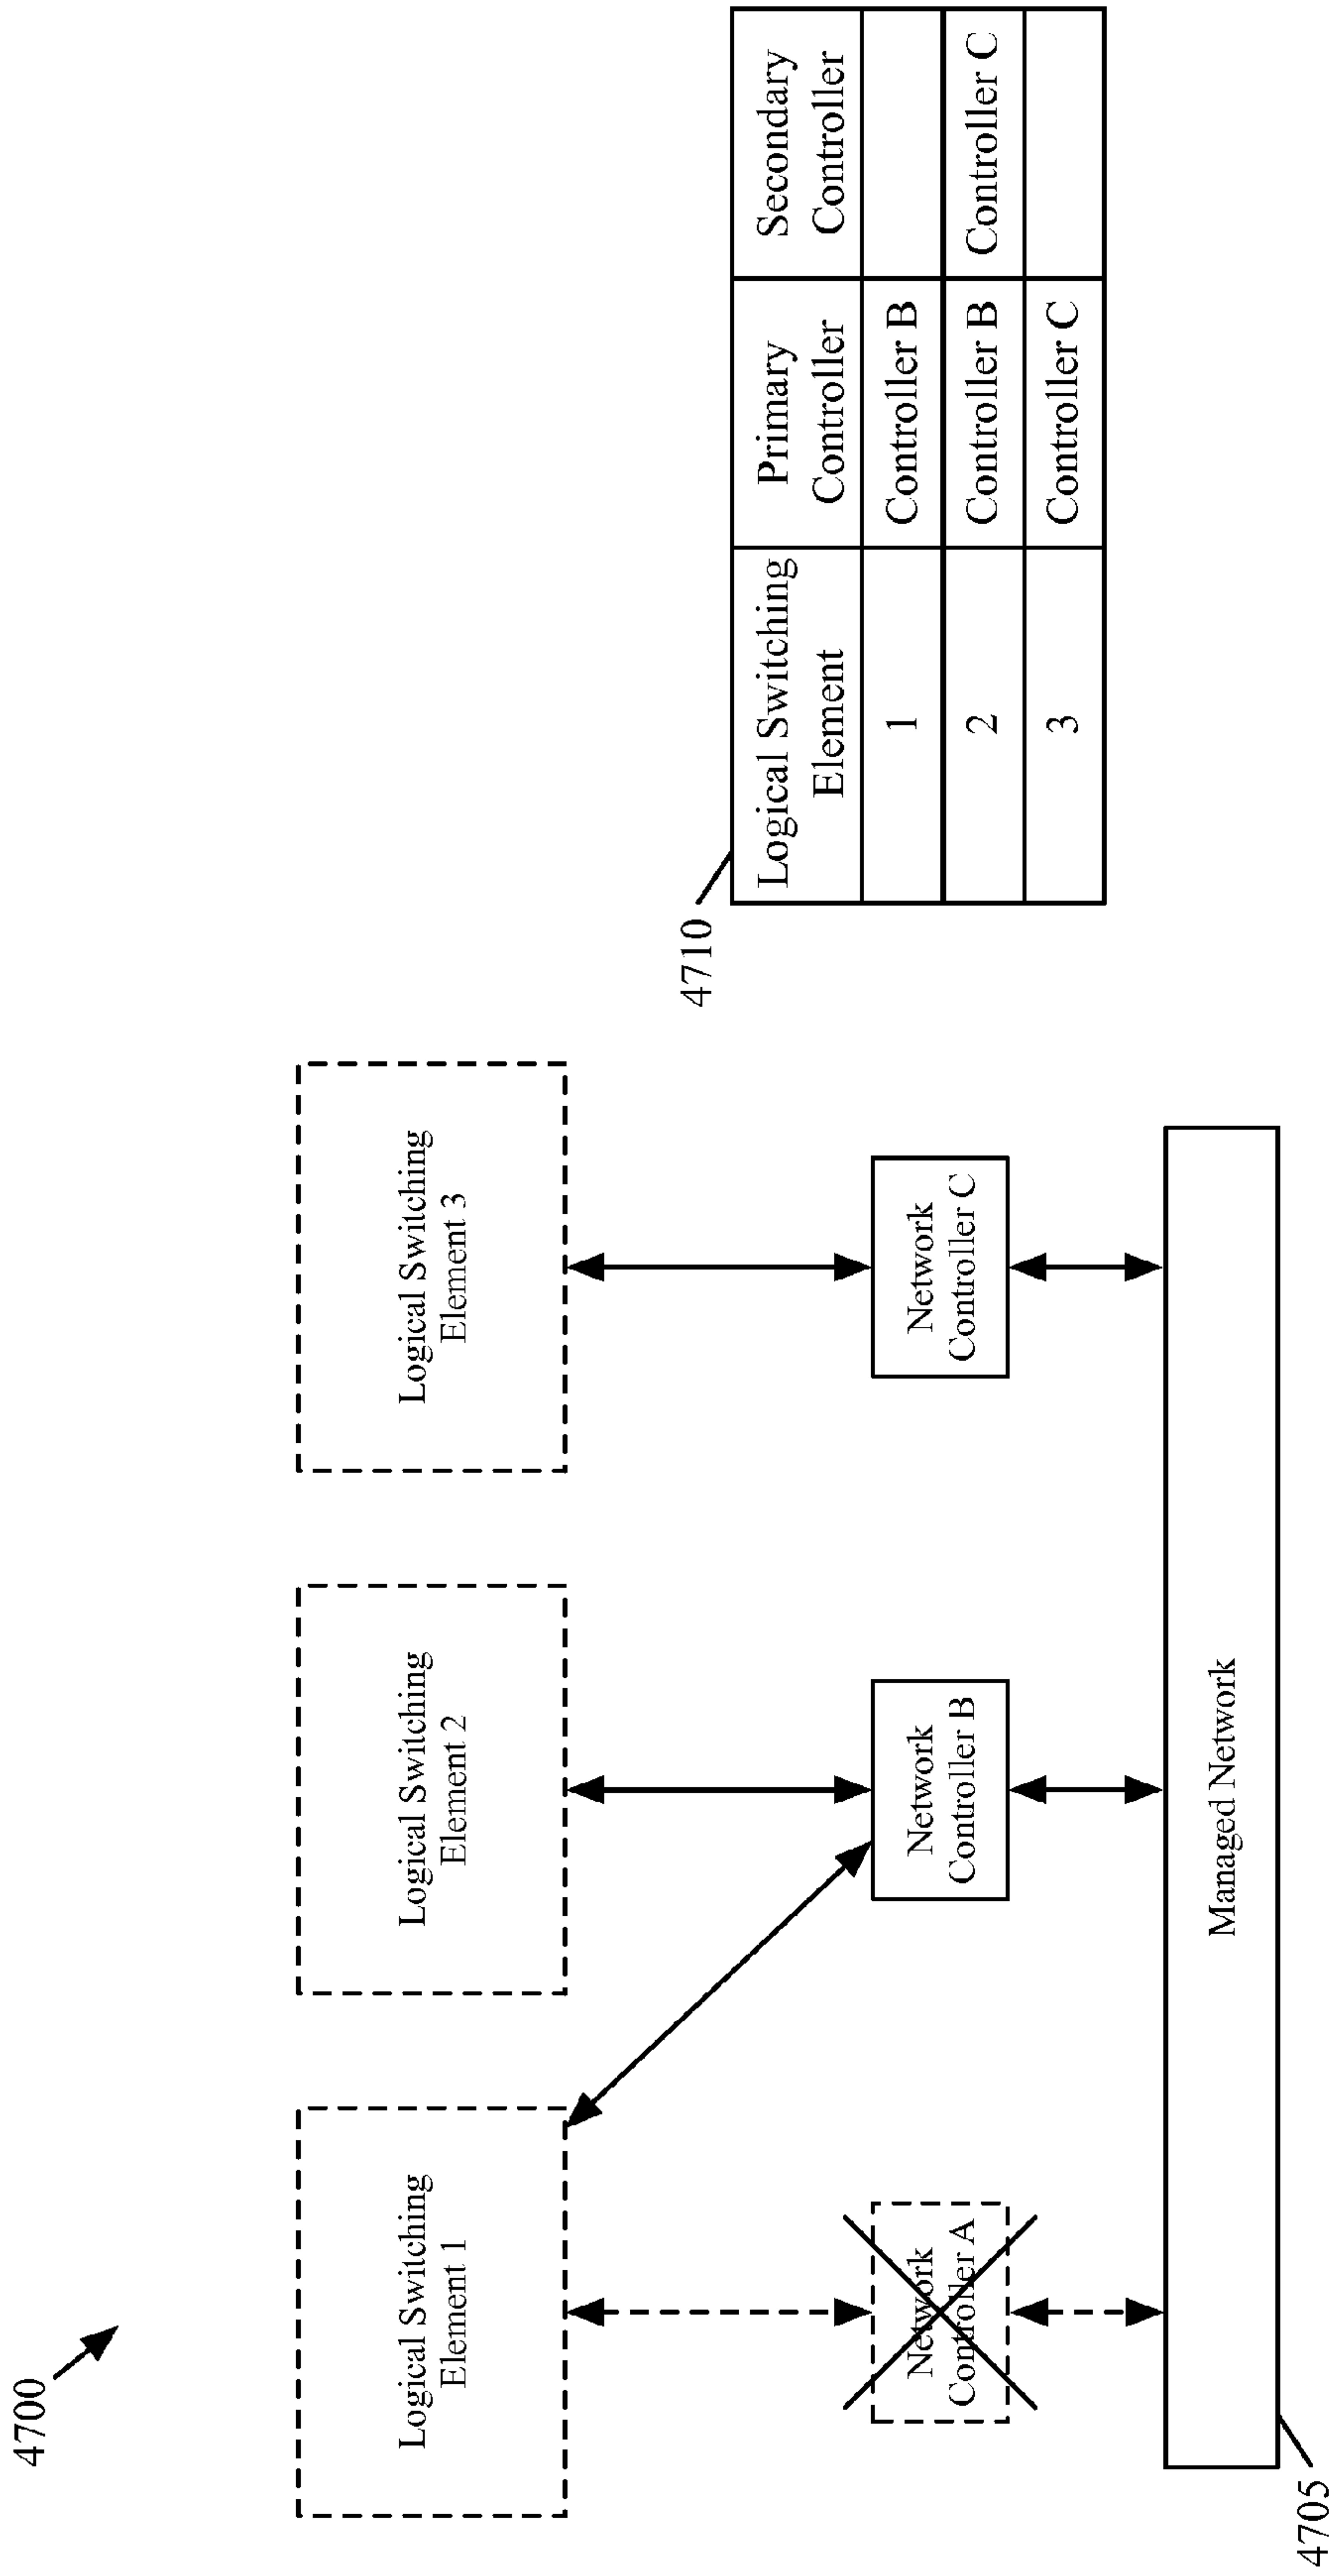 4700
Logical Switching
Element 1
Logical Switching
Element 2
Logical Switching
Element 3
Network
Controller A
Network
Controller B
Network
Controller C
Managed Network
4705
4710
Logical Switching
Element
Primary
Controller
Secondary
Controller
1
Controller B
2
Controller B
Controller C
3
Controller C